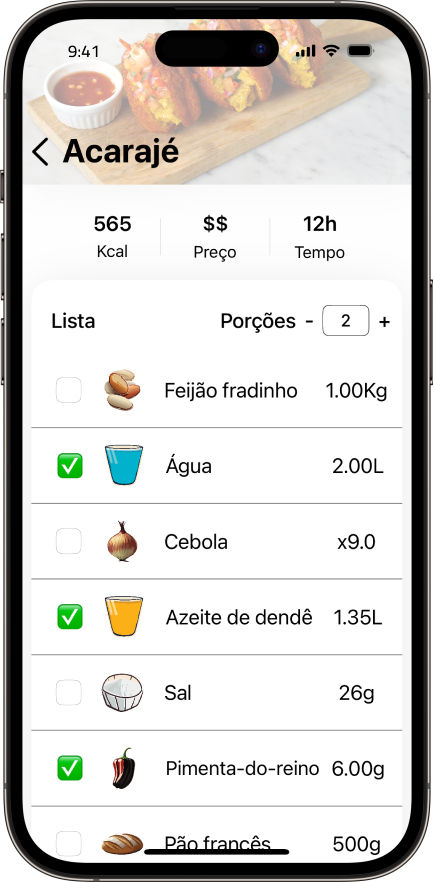 9:41
Acarajé
565 $$ 12h
Kcal Preço Tempo
Lista Porções - 2 +
Feijão fradinho 1.00Kg
Água 2.00L
Cebola x9.0
Azeite de dendê 1.35L
Sal 26g
Pimenta-do-reino 6.00g
Pão francês 500g